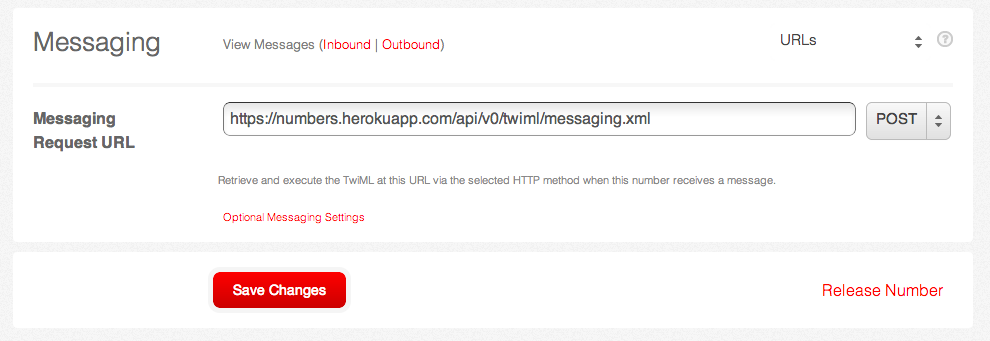 Messaging
View Messages (Inbound | Outbound)
URLs
?
Messaging
Request URL
https://numbers.herokuapp.com/api/v0/twiml/messaging.xml
POST
Retrieve and execute the TwiML at this URL via the selected HTTP method when this number receives a message.
Optional Messaging Settings
Save Changes
Release Number